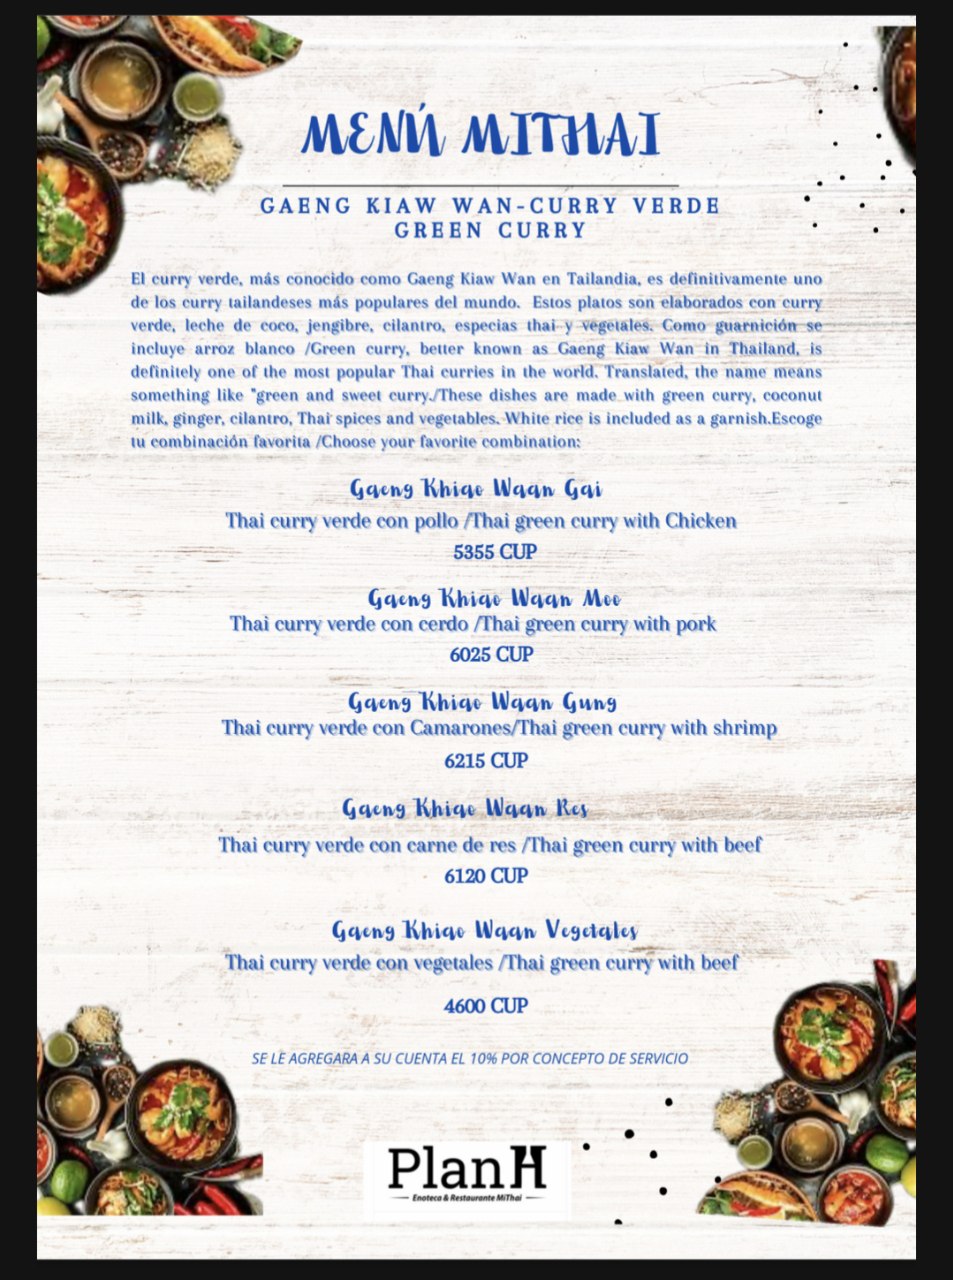 MENÚ MITHAI
GAENG KIAW WAN-CURRY VERDE
GREEN CURRY
El curry verde, más conocido como Gaeng Kiaw Wan en Tailandia, es definitivamente uno
de los curry tailandeses más populares del mundo. Estos platos son elaborados con curry
verde, leche de coco, jengibre, cilantro, especias thai y vegetales. Como guarnición se
incluye arroz blanco /Green curry, better known as Gaeng Kiaw Wan in Thailand, is
definitely one of the most popular Thai curries in the world. Translated, the name means
something like "green and sweet curry./These dishes are made with green curry, coconut
milk, ginger, cilantro, Thai spices and vegetables. White rice is included as a garnish.Escoge
tu combinación favorita /Choose your favorite combination:
Gaeng Khiao Waan Gai
Thai curry verde con pollo /Thai green curry with Chicken
5355 CUP
Gaeng Khiao Waan Moo
Thai curry verde con cerdo /Thai green curry with pork
6025 CUP
Gaeng Khiao Waan Gung
Thai curry verde con Camarones/Thai green curry with shrimp
6215 CUP
Gaeng Khiao Waan Res
Thai curry verde con carne de res /Thai green curry with beef
6120 CUP
Gaeng Khiao Waan Vegetales
Thai curry verde con vegetales /Thai green curry with beef
4600 CUP
SE LE AGREGARA A SU CUENTA EL 10% POR CONCEPTO DE SERVICIO
PlanH
Enoteca & Restaurante MiThai